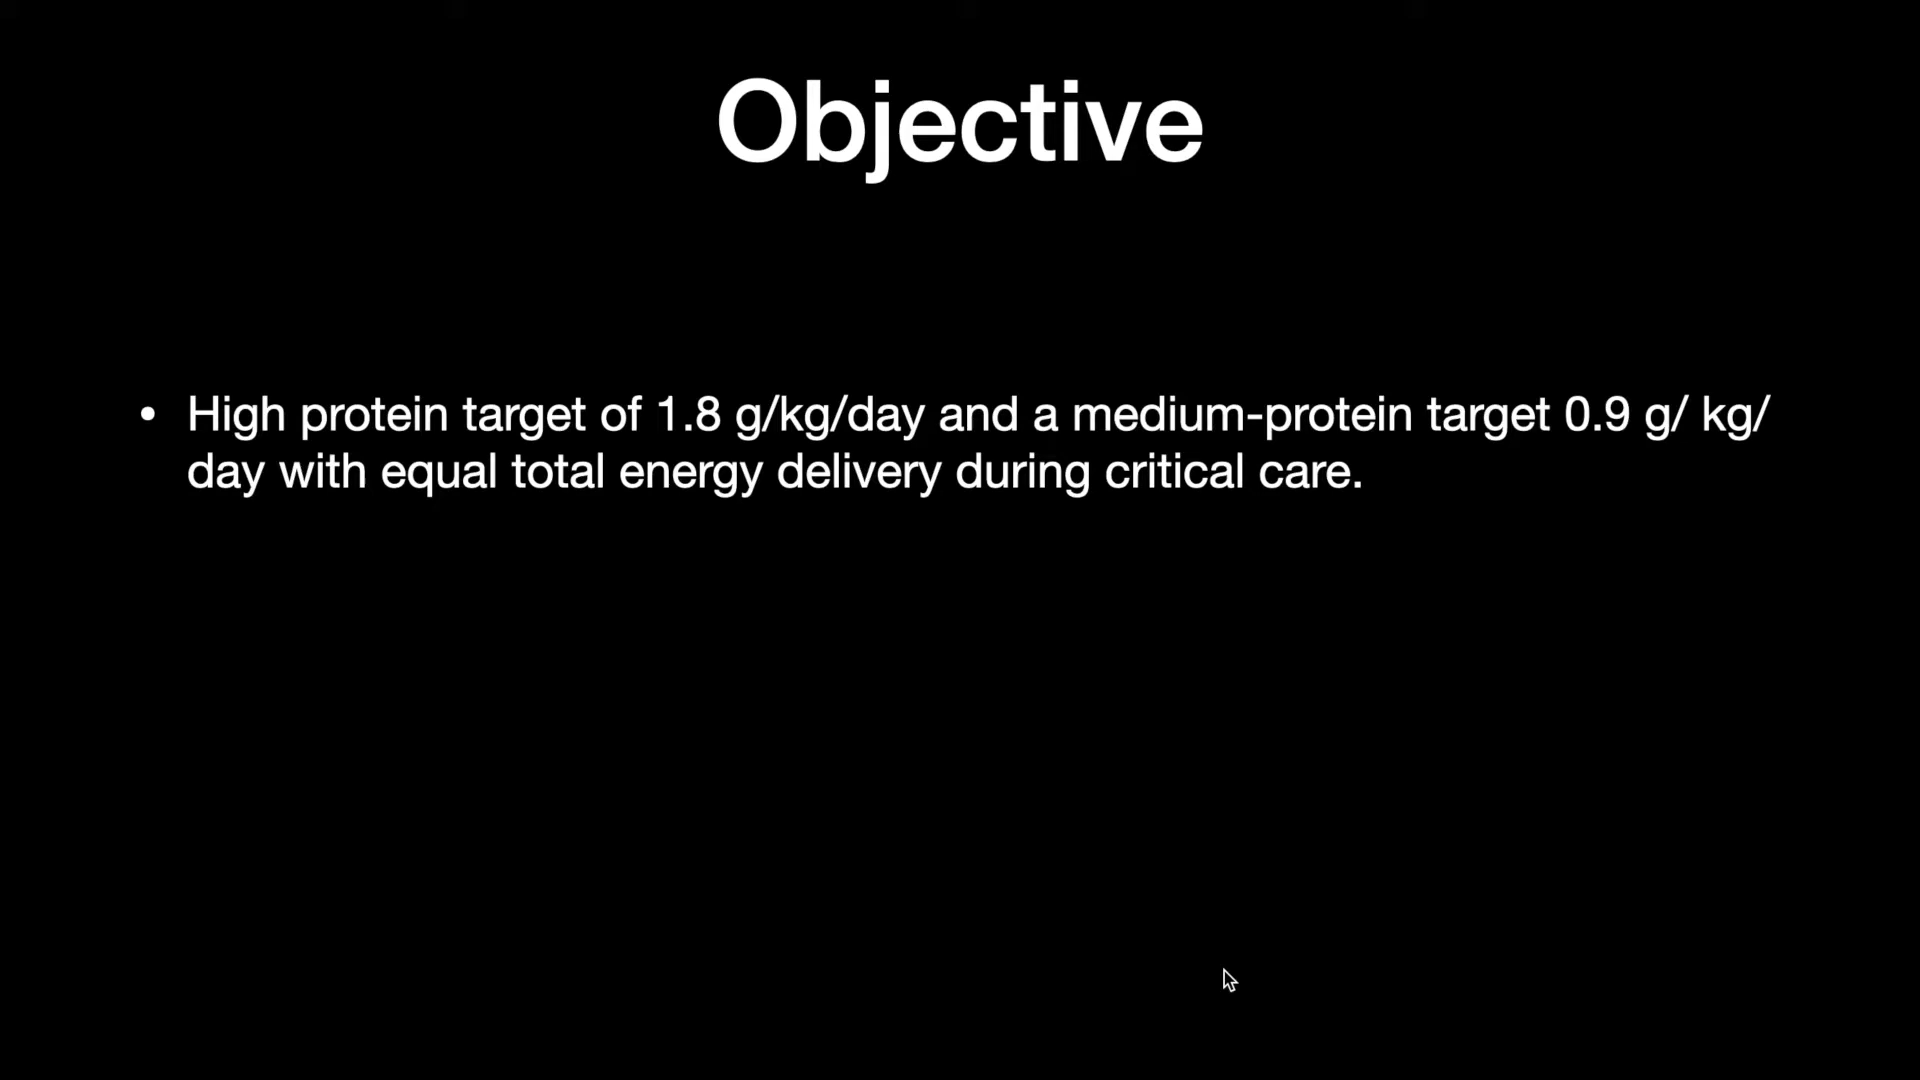 Objective
• High protein target of 1.8 g/kg/day and a medium-protein target 0.9 g/ kg/
day with equal total energy delivery during critical care.